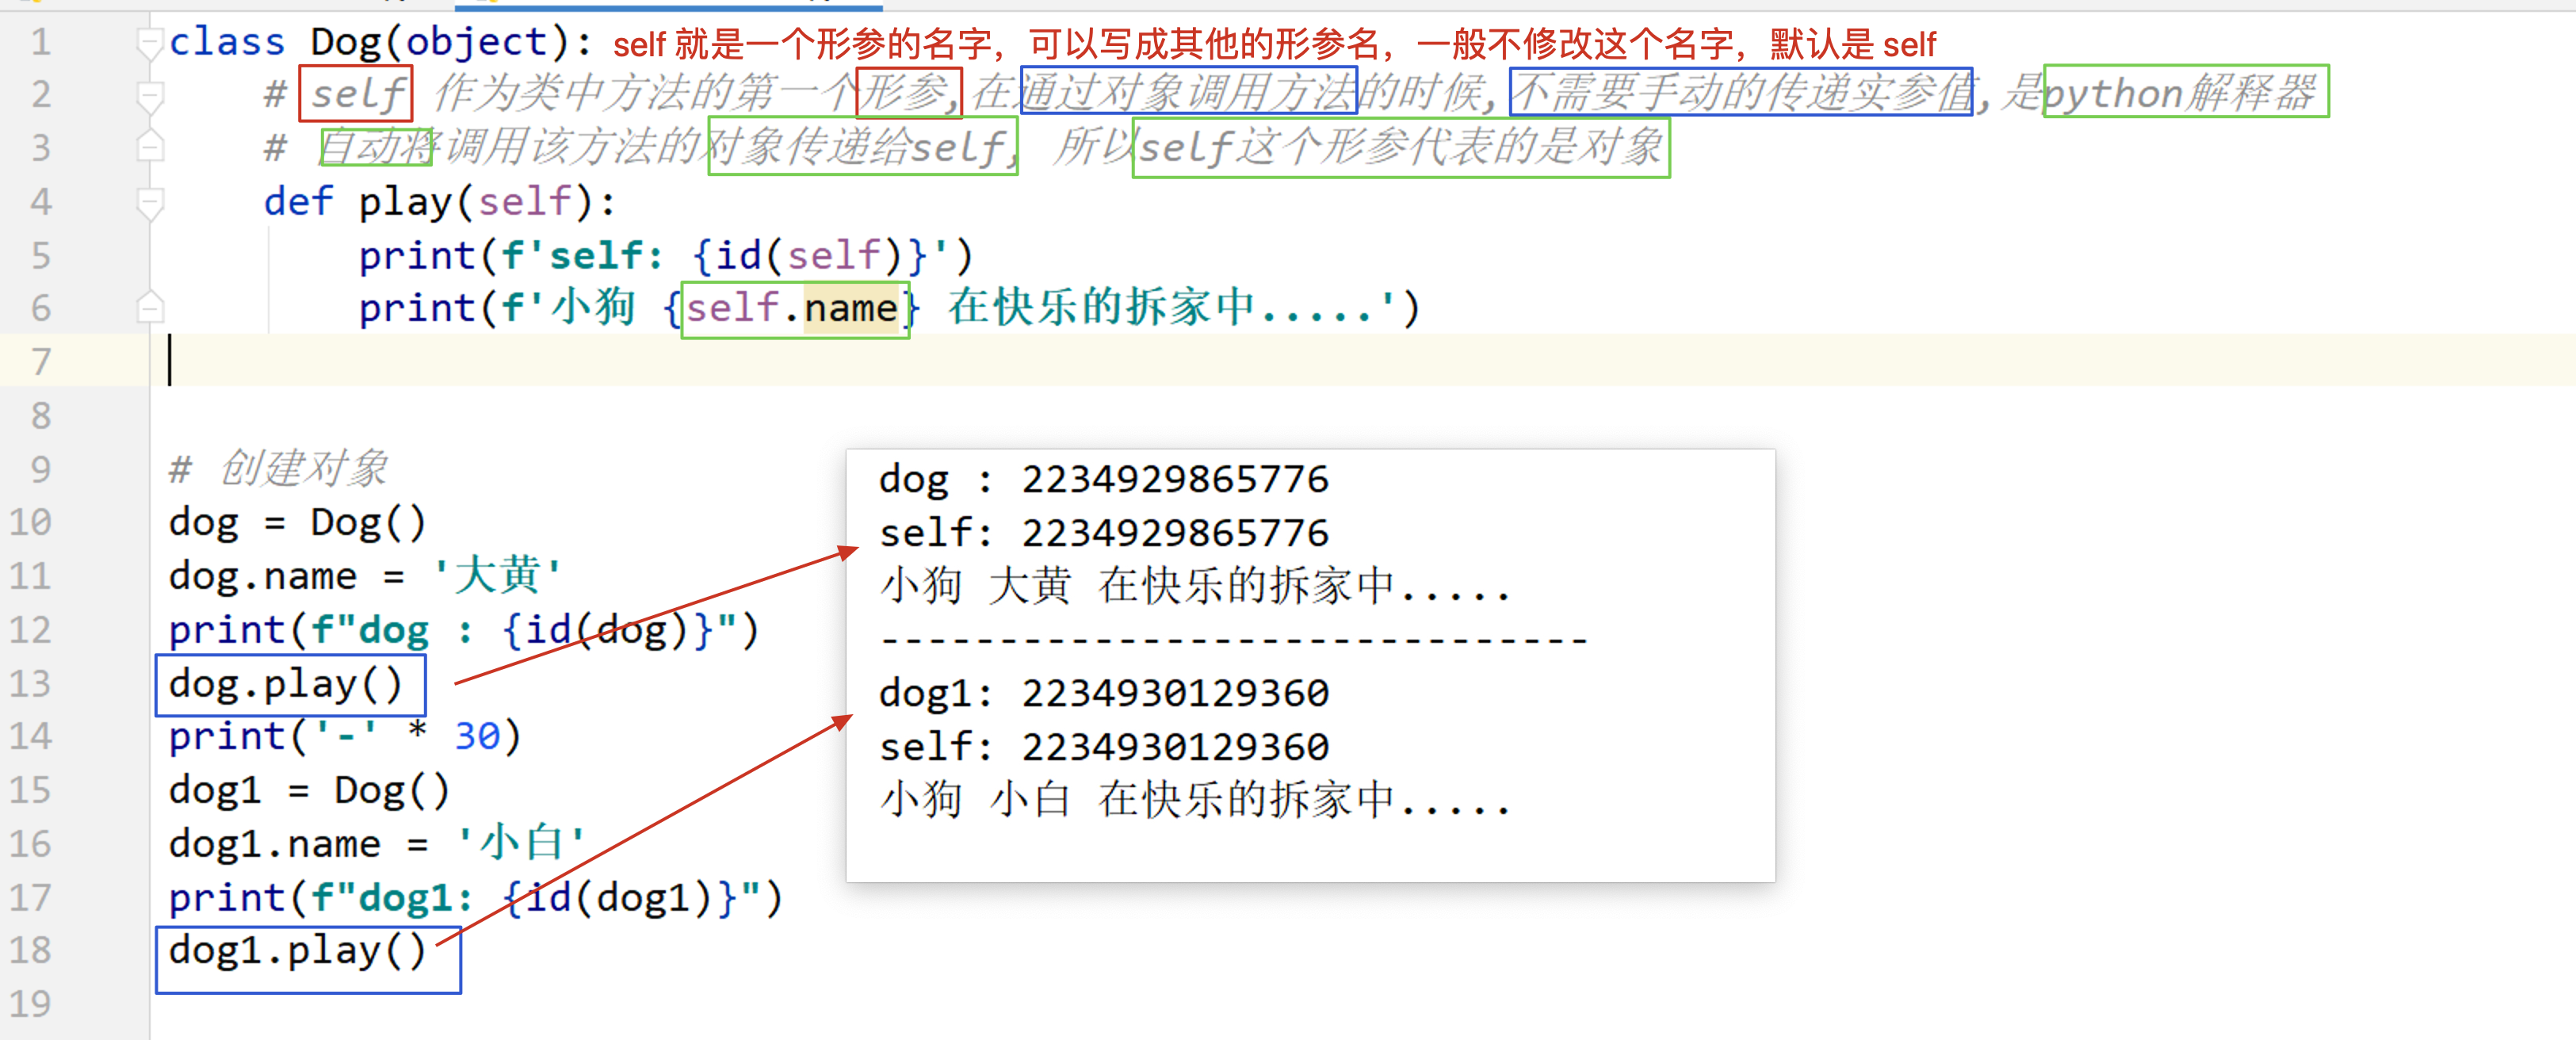 1 class Dog(object): self 就是一个形参的名字，可以写成其他的形参名，一般不修改这个名字，默认是 self
2 # self 作为类中方法的第一个形参,在通过对象调用方法的时候,不需要手动的传递实参值,是python解释器
3 # 自动将调用该方法的对象传递给self, 所以self这个形参代表的是对象
4 def play(self):
5 print(f'self: {id(self)}')
6 print(f'小狗 {self.name} 在快乐的拆家中.....')
7
8
9 # 创建对象
10 dog = Dog()
11 dog.name = '大黄'
12 print(f"dog : {id(dog)}")
13 dog.play()
14 print('-' * 30)
15 dog1 = Dog()
16 dog1.name = '小白'
17 print(f"dog1: {id(dog1)}")
18 dog1.play()
19
dog : 2234929865776
self: 2234929865776
小狗 大黄 在快乐的拆家中.....
------------------------------
dog1: 2234930129360
self: 2234930129360
小狗 小白 在快乐的拆家中.....